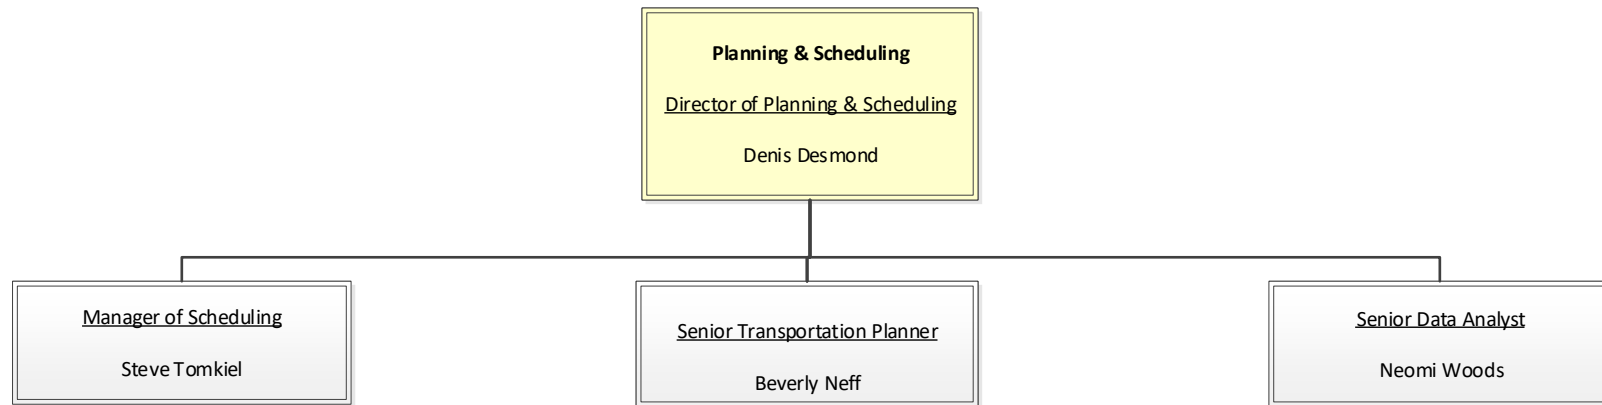 Planning & Scheduling
Director of Planning & Scheduling
Denis Desmond
Manager of Scheduling
Steve Tomkiel
Senior Transportation Planner
Beverly Neff
Senior Data Analyst
Neomi Woods